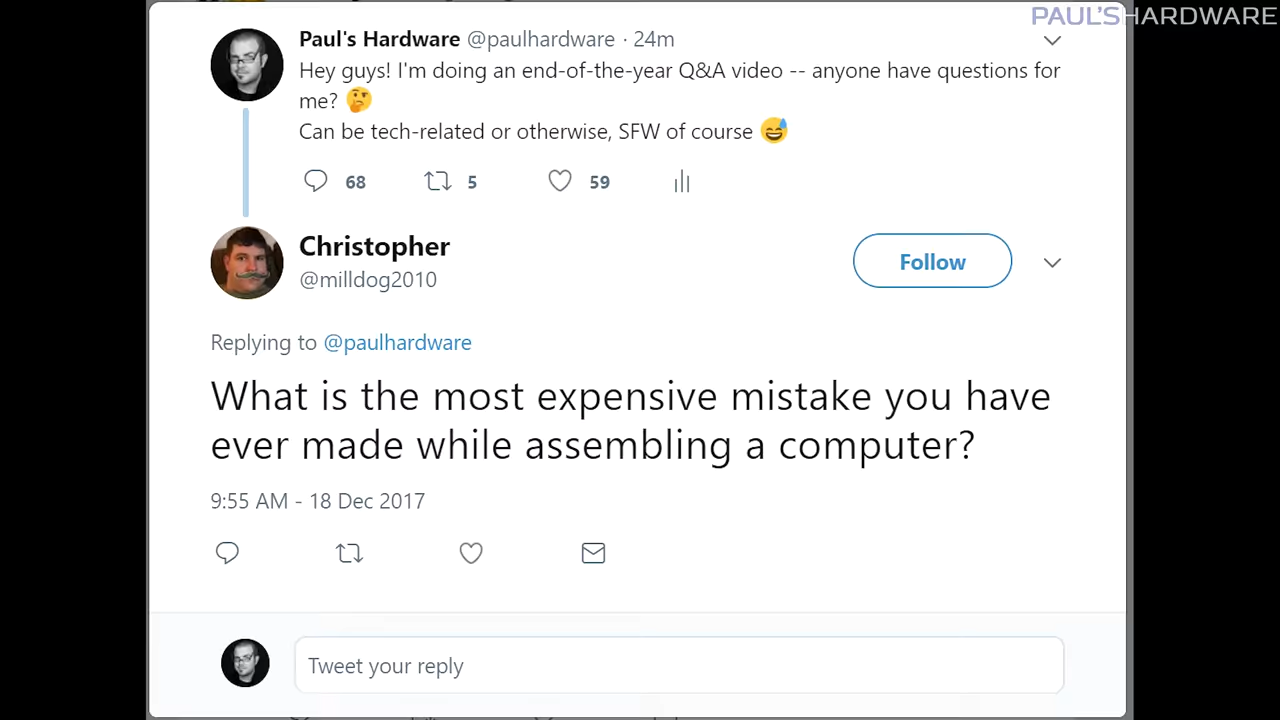 PAUL'SHARDWARE
Paul's Hardware @paulhardware · 24m
Hey guys! I'm doing an end-of-the-year Q&A video -- anyone have questions for
me? 🤔
Can be tech-related or otherwise, SFW of course 😅
68 5 59
Christopher
@milldog2010
Follow
Replying to @paulhardware
What is the most expensive mistake you have
ever made while assembling a computer?
9:55 AM - 18 Dec 2017
Tweet your reply